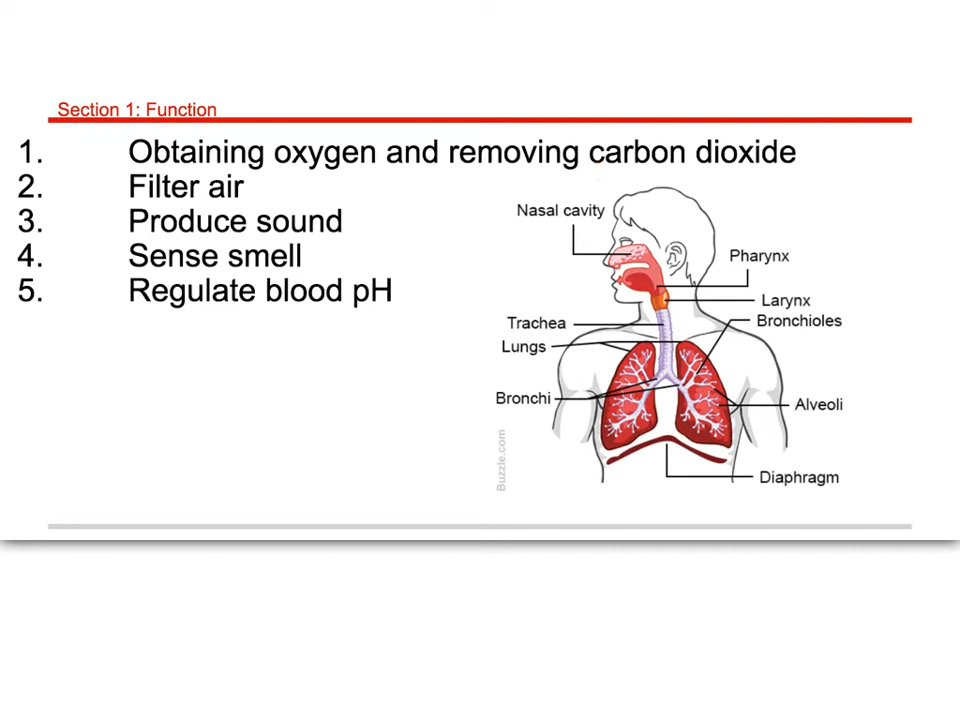 Section 1: Function
1. Obtaining oxygen and removing carbon dioxide
2. Filter air
3. Produce sound
4. Sense smell
5. Regulate blood pH
Nasal cavity
Pharynx
Larynx
Bronchioles
Trachea
Lungs
Bronchi
Alveoli
Diaphragm
Buzzle.com